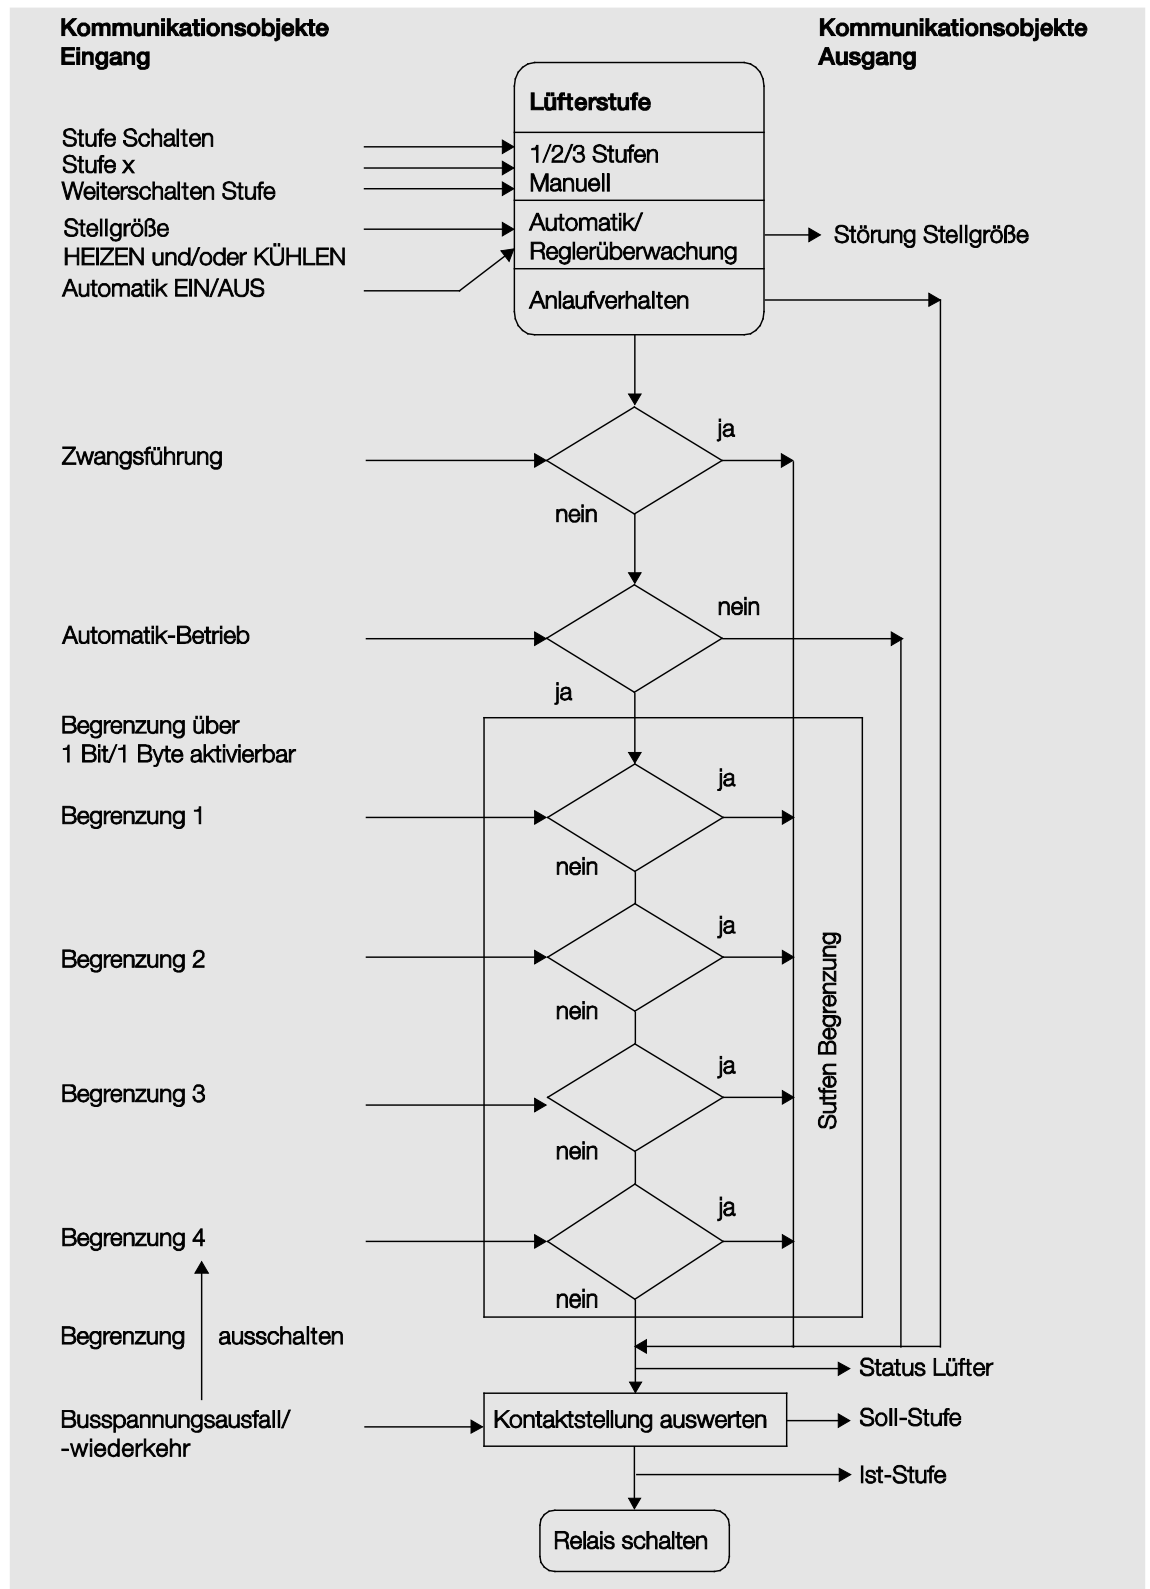 Kommunikationsobjekte
Eingang
Kommunikationsobjekte
Ausgang
Lüfterstufe
Stufe Schalten
Stufe x
Weiterschalten Stufe
1/2/3 Stufen
Manuell
Stellgröße
HEIZEN und/oder KÜHLEN
Automatik EIN/AUS
Automatik/
Reglerüberwachung
Störung Stellgröße
Anlaufverhalten
Zwangsführung
ja
nein
Automatik-Betrieb
nein
ja
Begrenzung über
1 Bit/1 Byte aktivierbar
Begrenzung 1
ja
nein
Begrenzung 2
ja
nein
Sutfen Begrenzung
Begrenzung 3
ja
nein
Begrenzung 4
ja
nein
Begrenzung ausschalten
Status Lüfter
Busspannungsausfall/
-wiederkehr
Kontaktstellung auswerten
Soll-Stufe
Ist-Stufe
Relais schalten